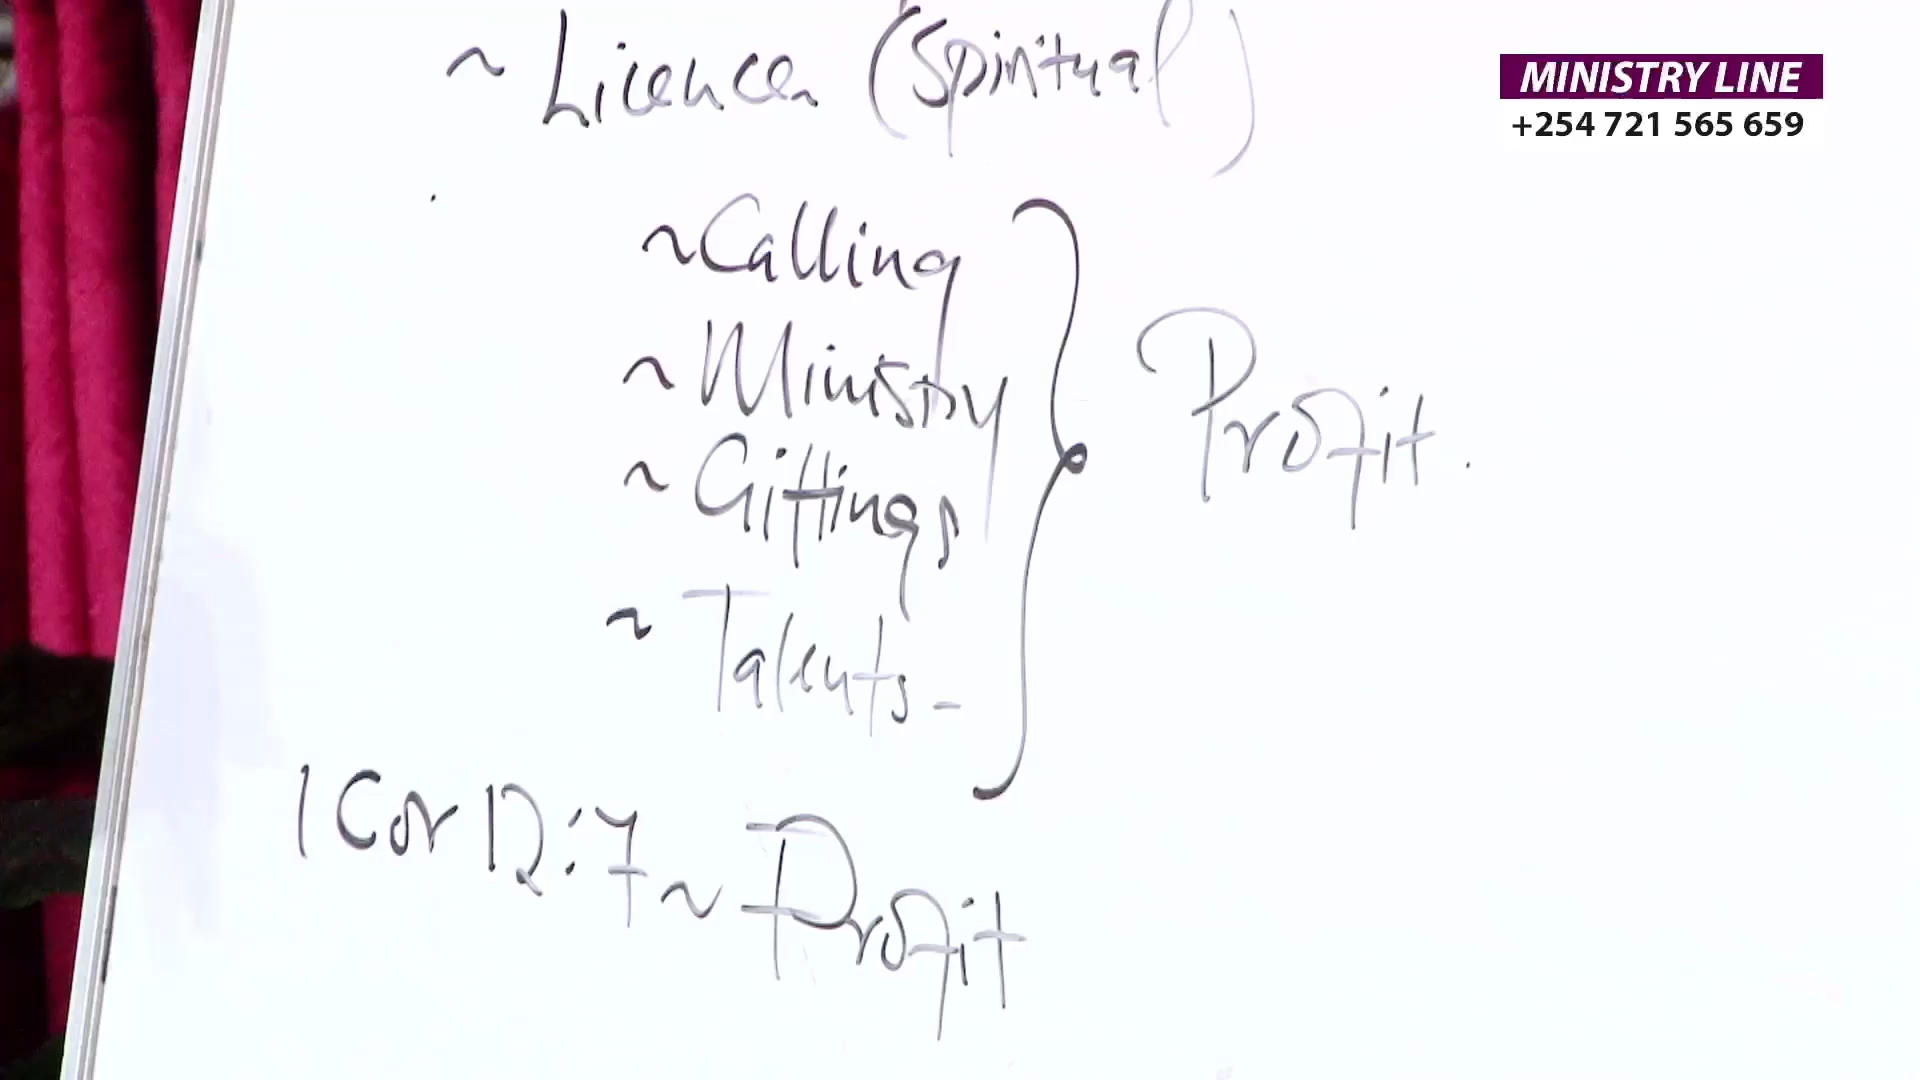 ~ Licence (Spiritual)
MINISTRY LINE
+254 721 565 659
~ Calling
~ Ministry
~ Giftings
~ Talents -
} Profit.
1 Cor 12:7 ~ Profit